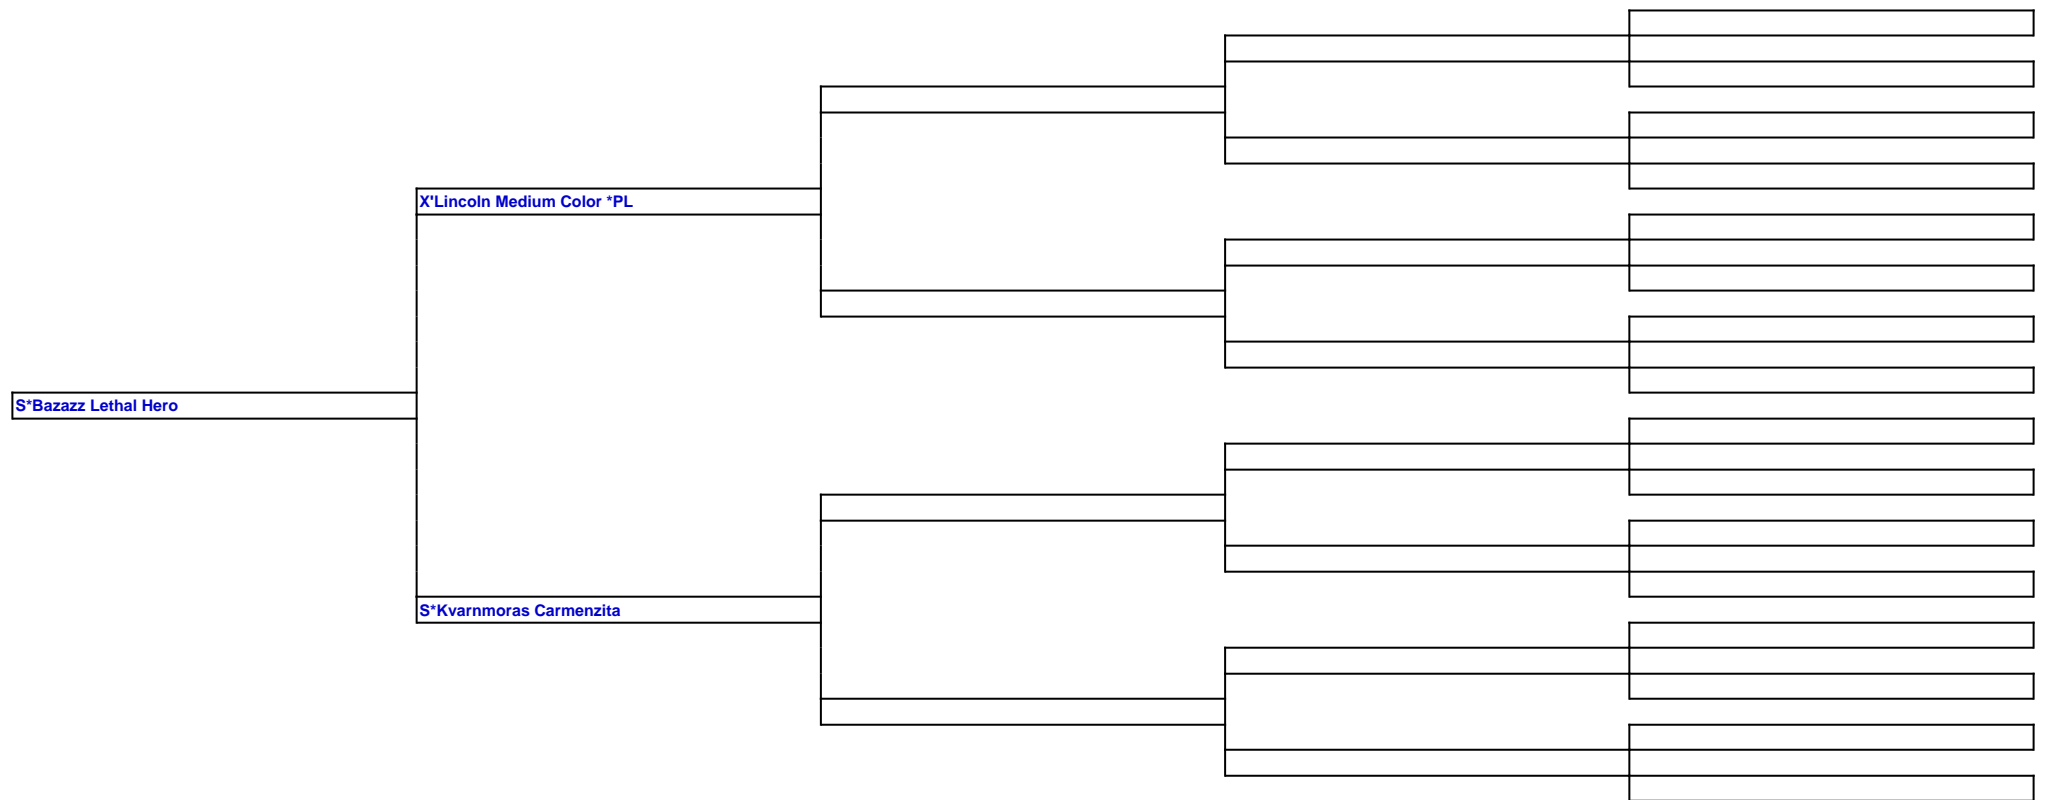 X'Lincoln Medium Color *PL
S*Bazazz Lethal Hero
S*Kvarnmoras Carmenzita